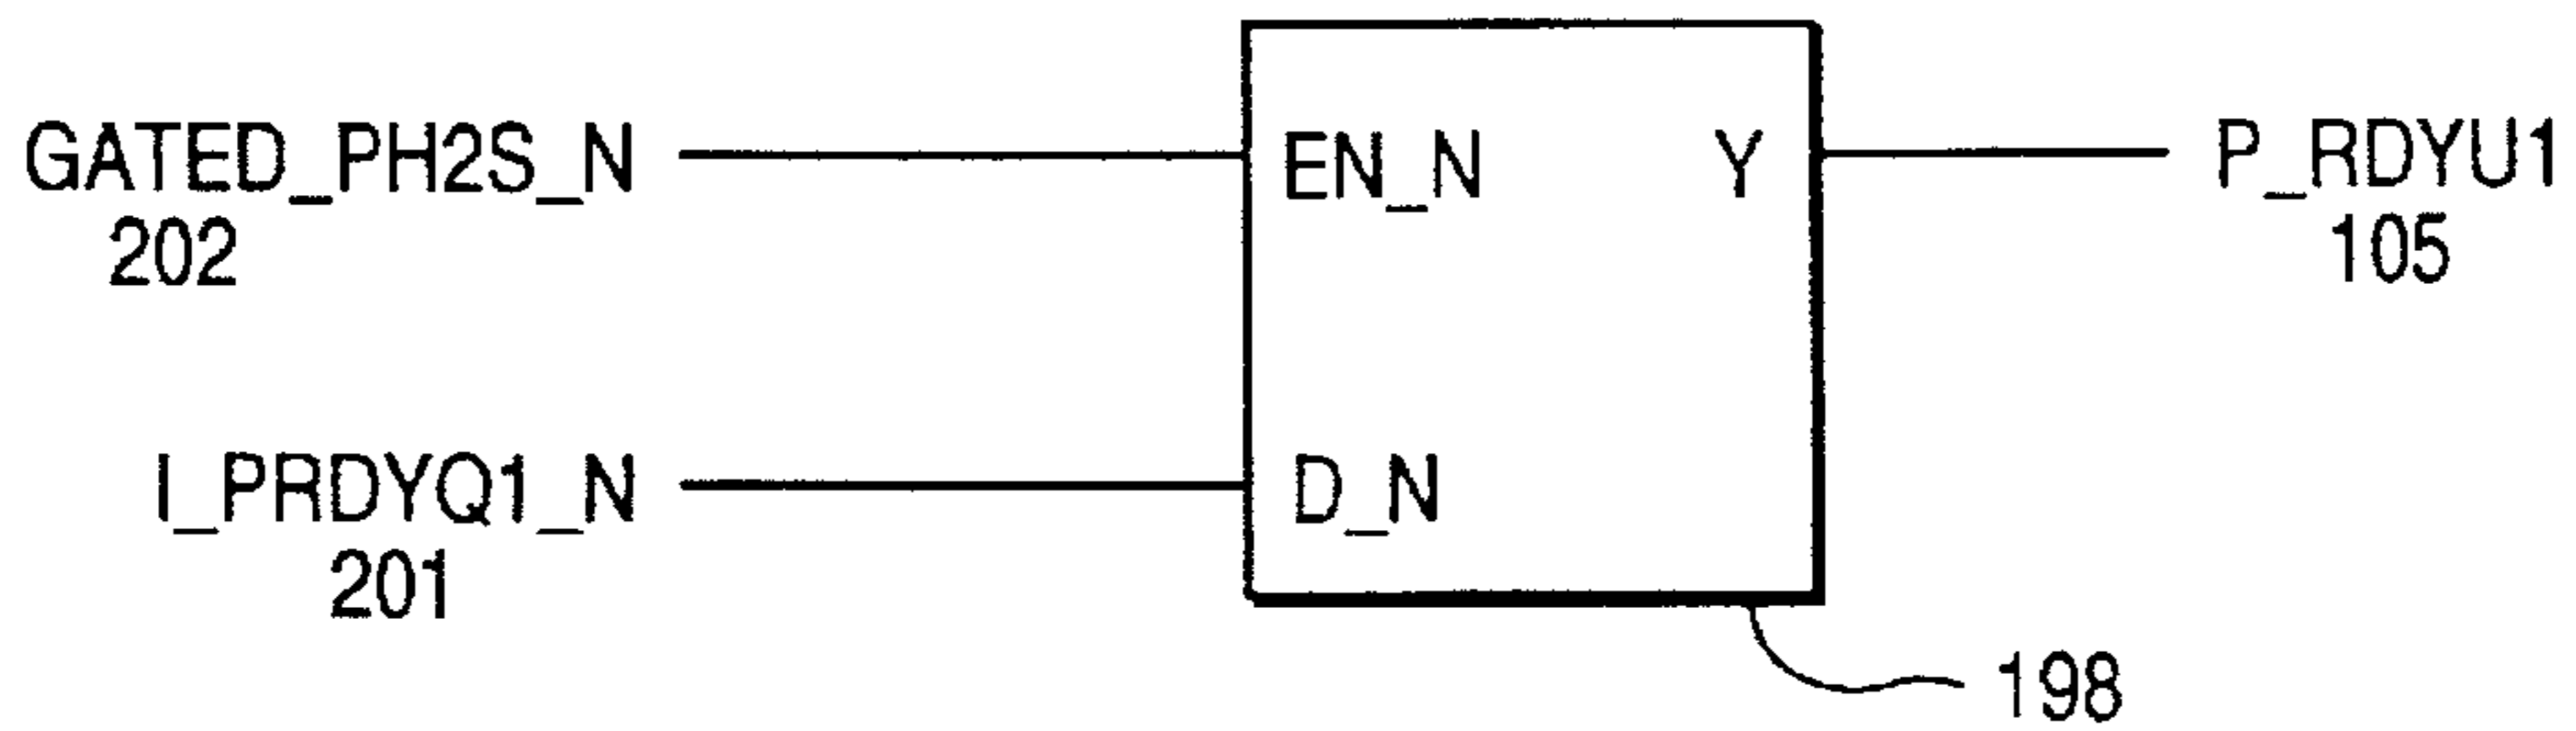 GATED_PH2S_N
202
EN_N
Y
P_RDYU1
105
I_PRDYQ1_N
201
D_N
198